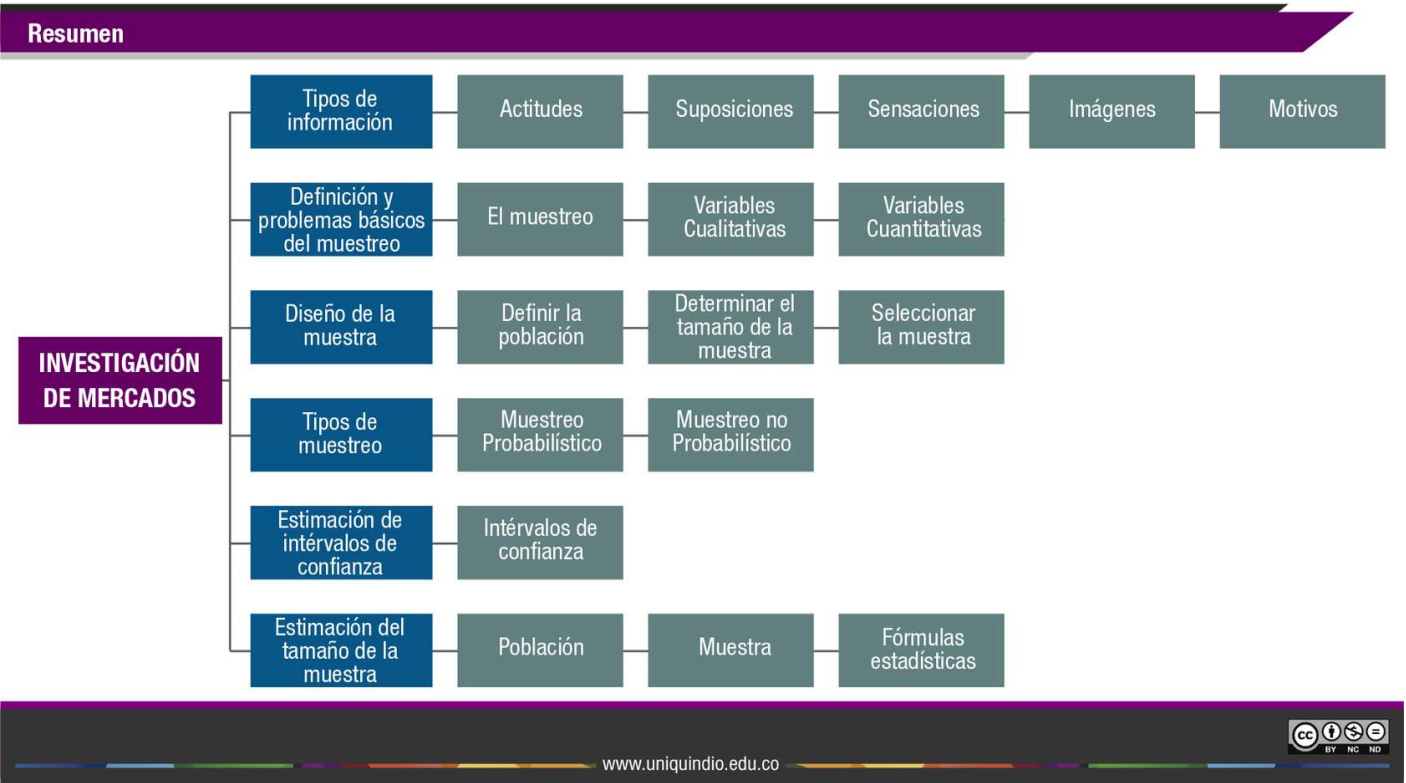 Resumen
Tipos de
información
Actitudes
Suposiciones
Sensaciones
Imágenes
Motivos
Definición y
problemas básicos
del muestreo
El muestreo
Variables
Cualitativas
Variables
Cuantitativas
Diseño de la
muestra
Definir la
población
Determinar el
tamaño de la
muestra
Seleccionar
la muestra
INVESTIGACIÓN
DE MERCADOS
Tipos de
muestreo
Muestreo
Probabilístico
Muestreo no
Probabilístico
Estimación de
intérvalos de
confianza
Intérvalos de
confianza
Estimación del
tamaño de la
muestra
Población
Muestra
Fórmulas
estadísticas
cc
BY NC ND
www.uniquindio.edu.co